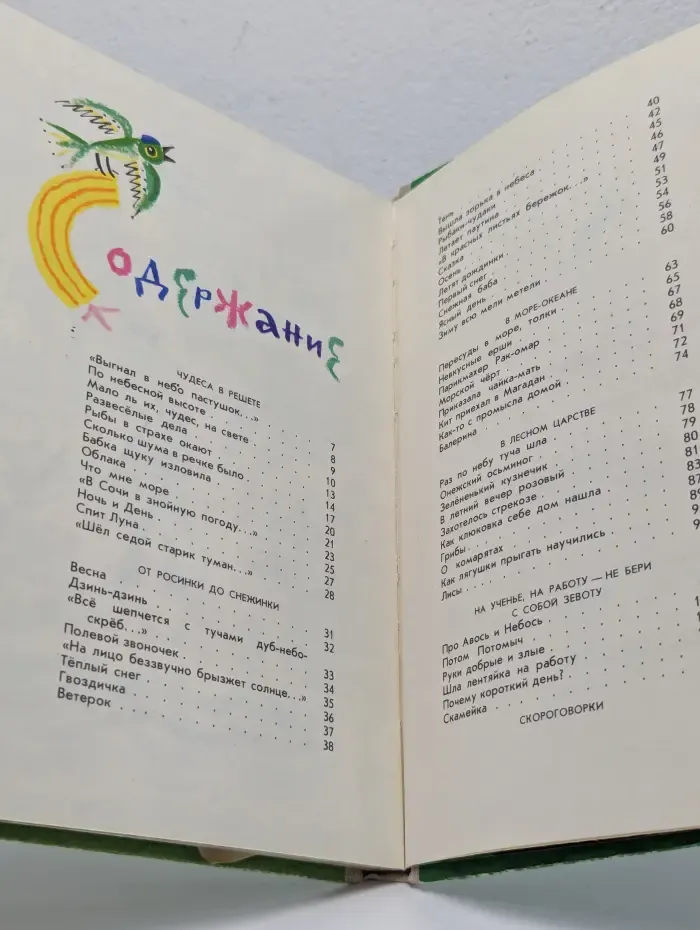 Содержание
ЧУДЕСА В РЕШЕТЕ
«Выгнал в небо пастушок...» 7
По небесной высоте 8
Мало ль их, чудес, на свете 9
Развесёлые дела 10
Рыбы в страхе окают 13
Сколько шума в речке было 14
Бабка щуку изловила 17
Облака 20
Что мне море 21
«В Сочи в знойную погоду...» 23
Ночь и День 25
Спит Луна 27
«Шёл седой старик туман...» 28
ОТ РОСИНКИ ДО СНЕЖИНКИ
Весна 31
Дзинь-дзинь 32
«Всё шепчется с тучами дуб-небо-
скрёб...» 33
Полевой звоночек 34
«На лицо беззвучно брызжет солнце...» 35
Тёплый снег 36
Гвоздичка 37
Ветерок 38
Тень 40
Вышла зорька в небеса 42
Рыбаки-чудаки 45
Летает паутина 46
«В красных листьях бережок...» 47
Сказка 49
Осень 51
Летят дождинки 53
Первый снег 54
Снежная баба 56
Ясный день 58
Зиму всю мели метели 60
В МОРЕ-ОКЕАНЕ
Пересуды в море, толки 63
Невкусные ерши 65
Парикмахер Рак-омар 67
Морской чёрт 68
Приказала чайка-мать 69
Кит приехал в Магадан 71
Как-то с промысла домой 72
Балерина 74
В ЛЕСНОМ ЦАРСТВЕ
Раз по небу туча шла 77
Онежский осьминог 78
Зелёненький кузнечик 79
В летний вечер розовый 80
Захотелось стрекозе 81
Как клюковка себе дом нашла 83
Грибы 87
О комарятах
Как лягушки прыгать научились
Лисы
НА УЧЕНЬЕ, НА РАБОТУ — НЕ БЕРИ
С СОБОЙ ЗЕВОТУ
Про Авось и Небось
Потом Потомыч
Руки добрые и злые
Шла лентяйка на работу
Почему короткий день?
Скамейка
СКОРОГОВОРКИ